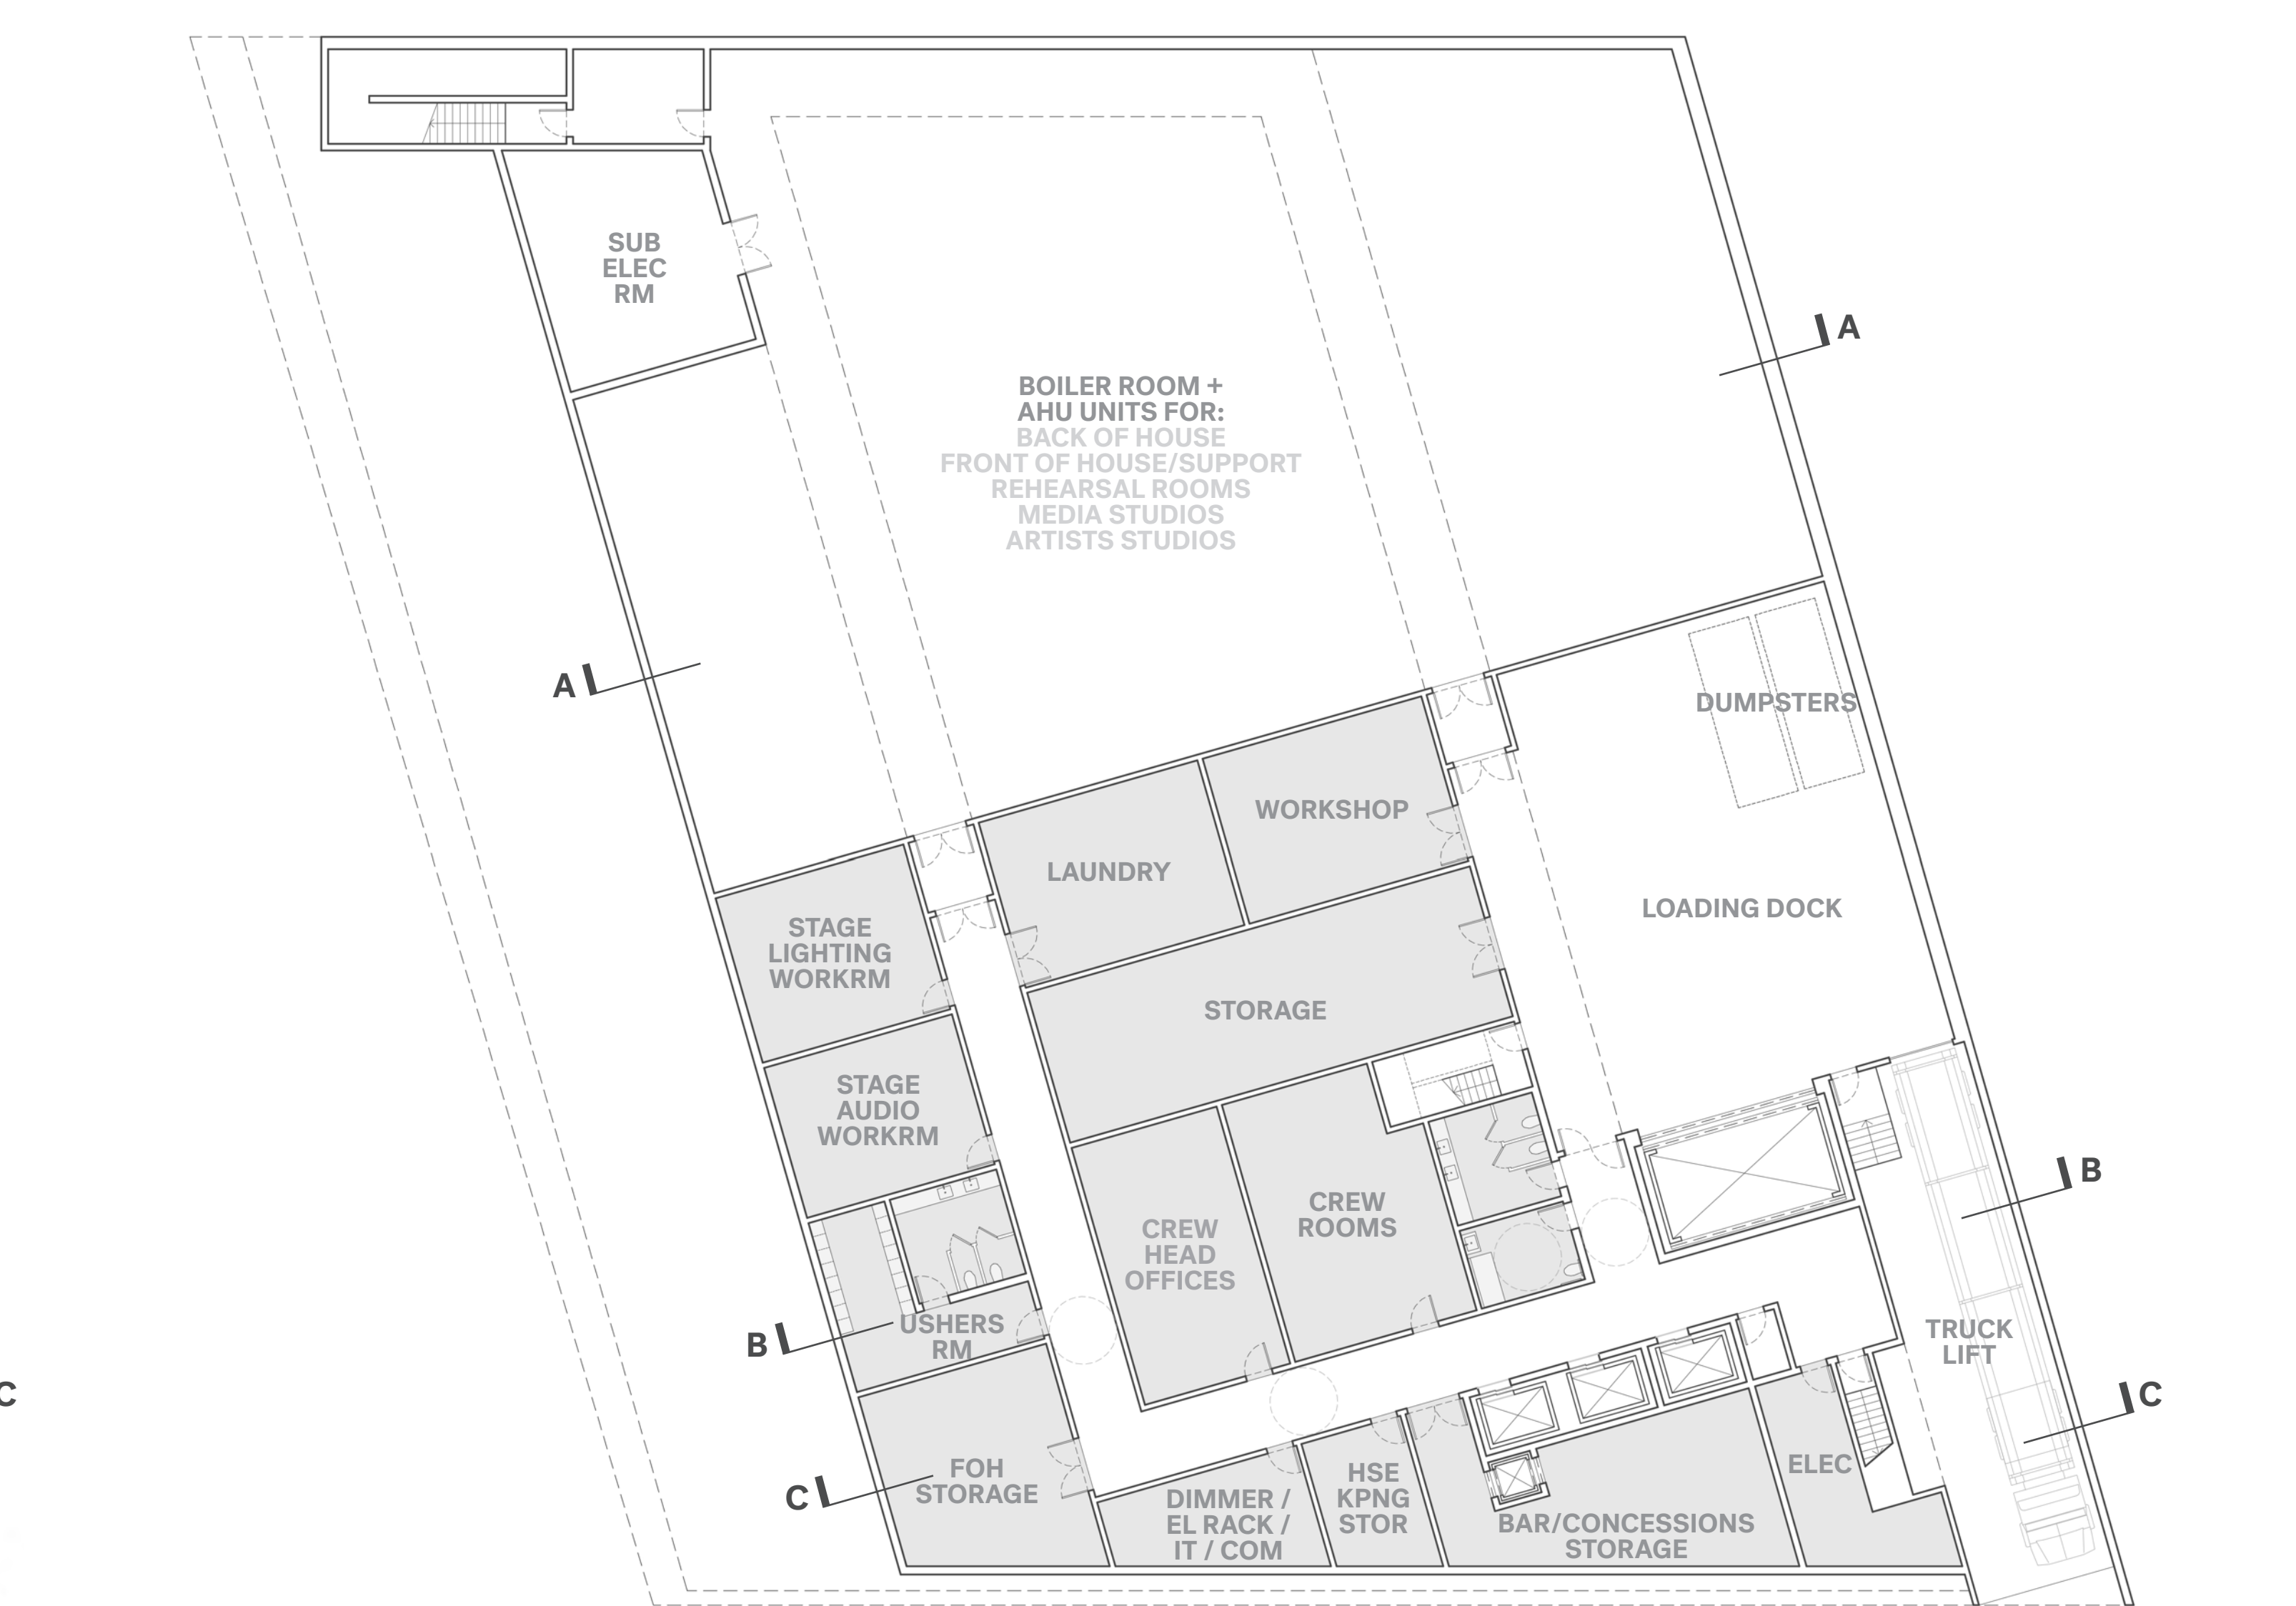 SUB
ELEC
RM
A
BOILER ROOM +
AHU UNITS FOR:
BACK OF HOUSE
FRONT OF HOUSE/SUPPORT
REHEARSAL ROOMS
MEDIA STUDIOS
ARTISTS STUDIOS
A
DUMPSTERS
WORKSHOP
LAUNDRY
LOADING DOCK
STAGE
LIGHTING
WORKRM
STORAGE
STAGE
AUDIO
WORKRM
B
CREW
ROOMS
CREW
HEAD
OFFICES
B
USHERS
RM
TRUCK
LIFT
C
C
C
FOH
STORAGE
ELEC
HSE
KPNG
STOR
DIMMER /
EL RACK /
IT / COM
BAR/CONCESSIONS
STORAGE